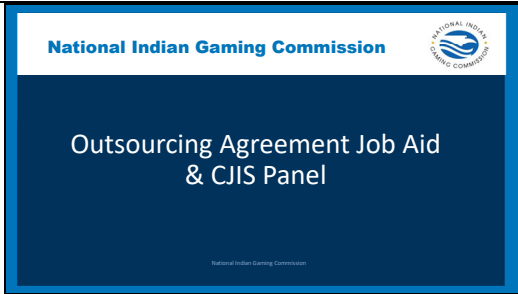 National Indian Gaming Commission
NATIONAL INDIAN
GAMING COMMISSION
Outsourcing Agreement Job Aid
& CJIS Panel
National Indian Gaming Commission